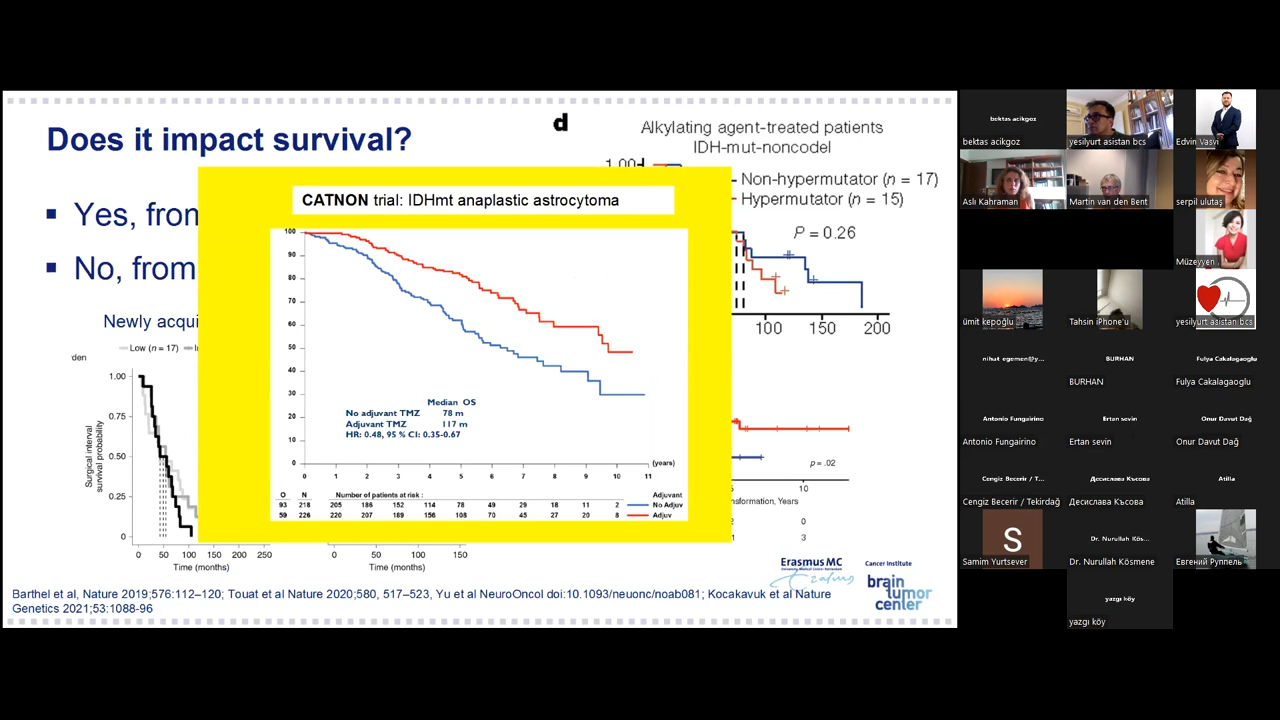 Does it impact survival?
Yes, from
No, from
Newly acqui
rden
Low (n = 17)
1.00
0.75
0.50
0.25
0
Surgical interval
survival probability
0 50 100 150 200 250
Time (months)
0 50 100 150
Time (months)
d
Alkylating agent-treated patients
IDH-mut-noncodel
1.00
Non-hypermutator (n = 17)
Hypermutator (n = 15)
P = 0.26
100 150 200
p = .02
10
nsformation, Years
2 0
1 3
CATNON trial: IDHmt anaplastic astrocytoma
100
90
80
70
60
50
40
30
20
10
0
Median OS
No adjuvant TMZ 78 m
Adjuvant TMZ 117 m
HR: 0.48, 95 % CI: 0.35-0.67
(years)
0 1 2 3 4 5 6 7 8 9 10 11
O N Number of patients at risk : Adjuvant
93 218 205 186 152 114 78 49 29 18 11 2 No Adjuv
59 226 220 207 189 156 108 70 45 27 20 8 Adjuv
Erasmus MC
Cancer Institute
brain
tumor
center
Barthel et al, Nature 2019;576:112–120; Touat et al Nature 2020;580, 517–523, Yu et al NeuroOncol doi:10.1093/neuonc/noab081; Kocakavuk et al Nature
Genetics 2021;53:1088-96
bektas acikgoz
bektas acikgoz
yesilyurt asistan bcs
Edvin Vasvi
Aslı Kahraman
Martin van den Bent
serpil ulutaş
Müzeyyen
ümit kepoğlu
Tahsin iPhone'u
yesilyurt asistan bcs
nihat egemen@y...
BURHAN
BURHAN
Fulya Cakalagaoglu
Fulya Cakalagaoglu
Antonio Fungairino
Antonio Fungairino
Ertan sevin
Ertan sevin
Onur Davut Dağ
Onur Davut Dağ
Cengiz Becerir / T...
Cengiz Becerir / Tekirdağ
Десислава Късова
Десислава Късова
Atilla
Atilla
S
Samim Yurtsever
Dr. Nurullah Kös...
Dr. Nurullah Kösmene
Евгений Руппель
yazgı köy
yazgı köy